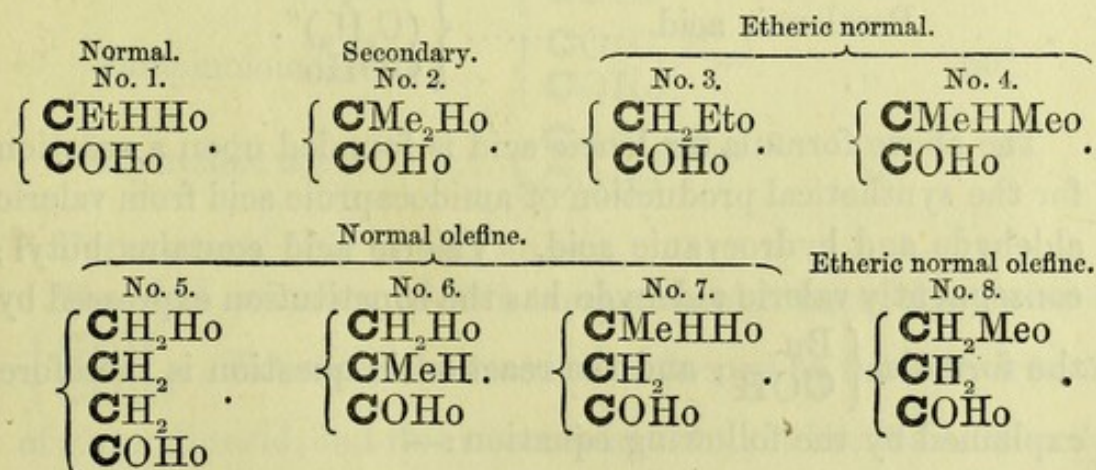 Etheric normal.
Normal. Secondary.
No. 1. No. 2. No. 3. No. 4.
CEtHHo CMe₂Ho CH₂Eto CMeHMeo
COHo . COHo . COHo . COHo .
Normal olefine.
Etheric normal olefine.
No. 5. No. 6. No. 7. No. 8.
CH₂Ho CH₂Ho CMeHHo CH₂Meo
CH₂ CMeH . CH₂ . CH₂ .
CH₂ . COHo COHo COHo
COHo